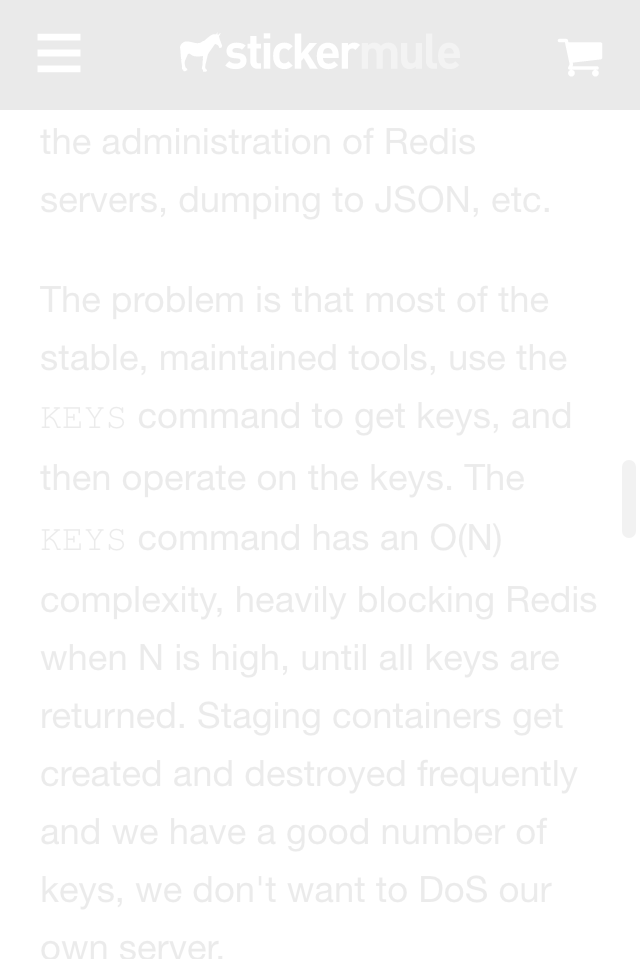 stickermule
the administration of Redis
servers, dumping to JSON, etc.
The problem is that most of the
stable, maintained tools, use the
KEYS command to get keys, and
then operate on the keys. The
KEYS command has an O(N)
complexity, heavily blocking Redis
when N is high, until all keys are
returned. Staging containers get
created and destroyed frequently
and we have a good number of
keys, we don't want to DoS our
own server.